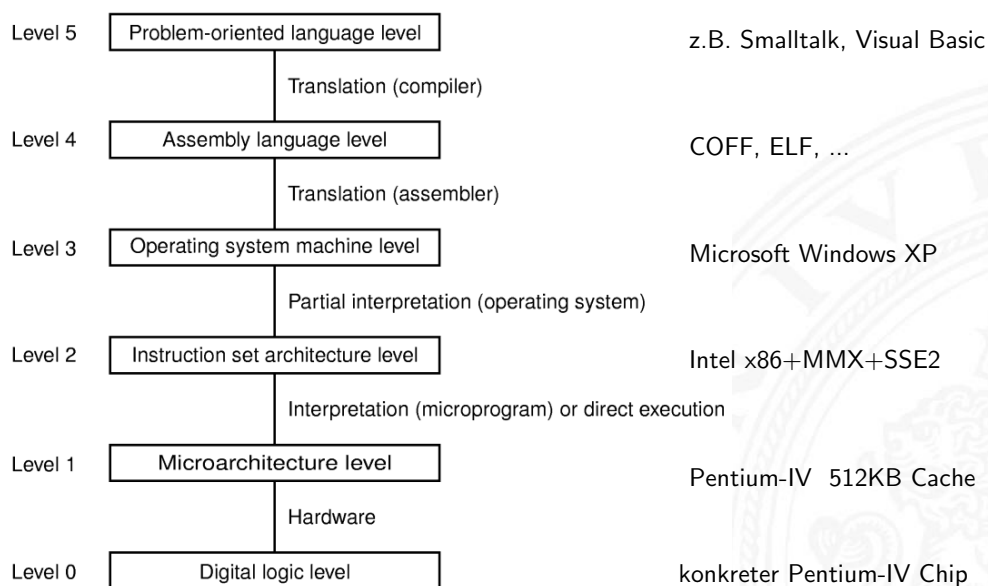 Level 5 Problem-oriented language level z.B. Smalltalk, Visual Basic
Translation (compiler)
Level 4 Assembly language level COFF, ELF, ...
Translation (assembler)
Level 3 Operating system machine level Microsoft Windows XP
Partial interpretation (operating system)
Level 2 Instruction set architecture level Intel x86+MMX+SSE2
Interpretation (microprogram) or direct execution
Level 1 Microarchitecture level Pentium-IV 512KB Cache
Hardware
Level 0 Digital logic level konkreter Pentium-IV Chip